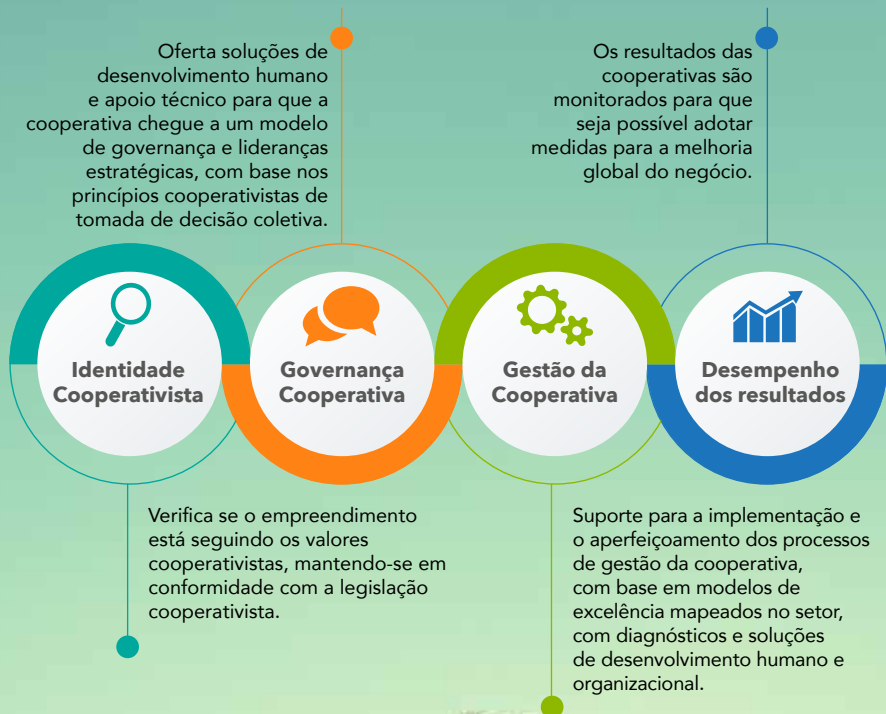 Oferta soluções de
desenvolvimento humano
e apoio técnico para que a
cooperativa chegue a um modelo
de governança e lideranças
estratégicas, com base nos
princípios cooperativistas de
tomada de decisão coletiva.
Os resultados das
cooperativas são
monitorados para que
seja possível adotar
medidas para a melhoria
global do negócio.
Identidade
Cooperativista
Governança
Cooperativa
Gestão da
Cooperativa
Desempenho
dos resultados
Verifica se o empreendimento
está seguindo os valores
cooperativistas, mantendo-se em
conformidade com a legislação
cooperativista.
Suporte para a implementação e
o aperfeiçoamento dos processos
de gestão da cooperativa,
com base em modelos de
excelência mapeados no setor,
com diagnósticos e soluções
de desenvolvimento humano e
organizacional.